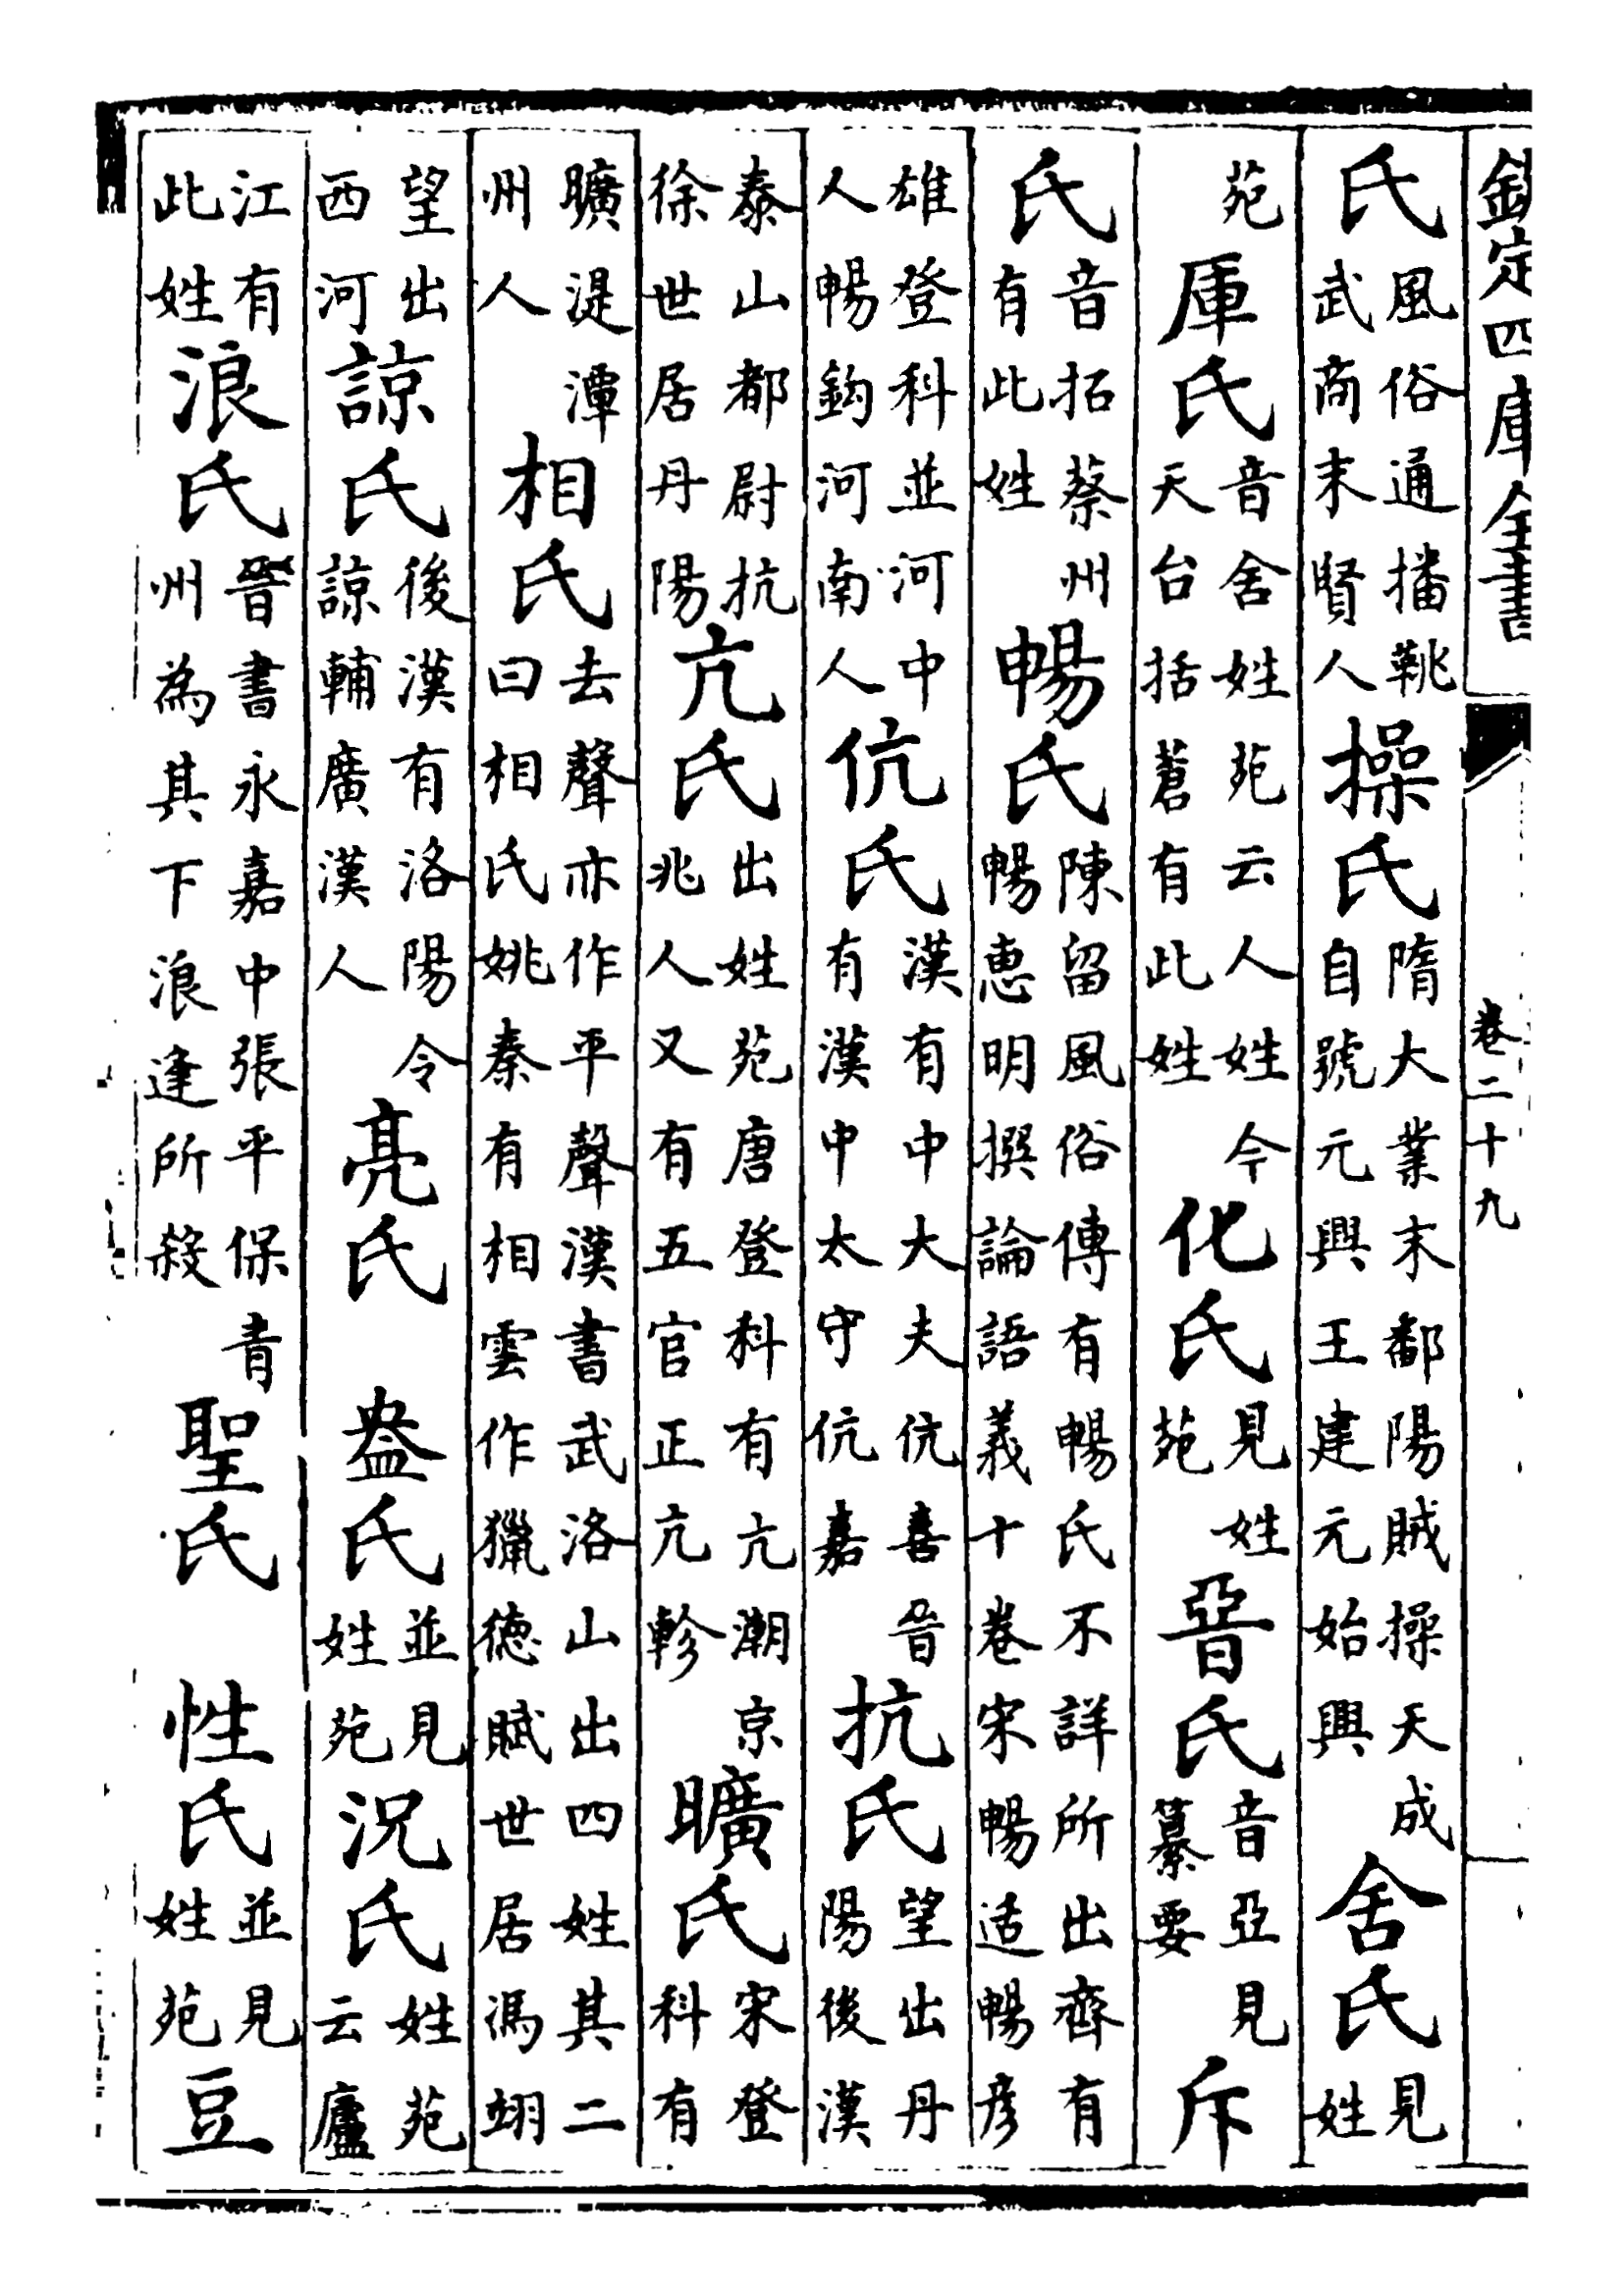 欽定四庫全書
卷二十九
氏風俗通播鞉武商末賢人操氏隋大業末鄱陽賊操天成自號元興王建元始興舍氏見姓
苑厙氏音舍姓苑云人姓今天台括蒼有此姓化氏見姓苑晋氏音亞見纂要斥
氏音拓蔡州有此姓暢氏陳留風俗傳有暢氏不詳所出齊有暢惠明撰論語義十卷宋暢适暢彦
雄登科並河中人暢鈞河南人伉氏漢有中大夫伉喜晉有漢中太守伉嘉抗氏望出丹陽後漢
泰山都尉抗徐世居丹陽亢氏出姓苑唐登科有亢潮京兆人又有五官正亢軫曠氏宋登科有
曠湜潭州人相氏去聲亦作平聲漢書武洛山出四姓其二曰相氏姚秦有相雲作獵徳賦世居馮翊
望出西河諒氏後漢有洛陽令諒輔廣漢人亮氏盎氏並見姓苑況氏姓苑云廬
江有此姓浪氏晉書永嘉中張平保青州為其下浪逢所殺聖氏性氏並見姓苑豆